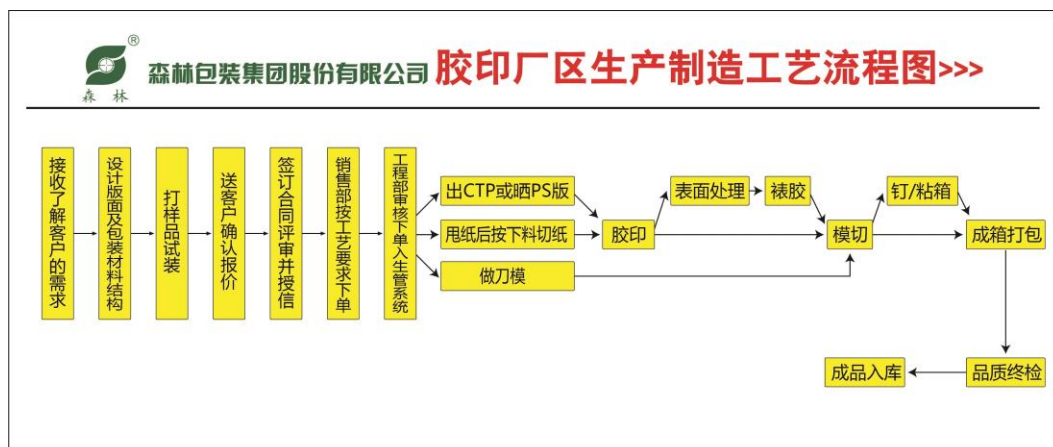 ®
森林
森林包装集团股份有限公司
胶印厂区生产制造工艺流程图>>>
接收了解客户的需求
设计版面及包装材料结构
打样品试装
送客户确认报价
签订合同评审并授信
销售部按工艺要求下单
工程部审核下单入生管系统
出CTP或晒PS版
甩纸后按下料切纸
做刀模
胶印
表面处理
裱胶
模切
钉/粘箱
成箱打包
品质终检
成品入库